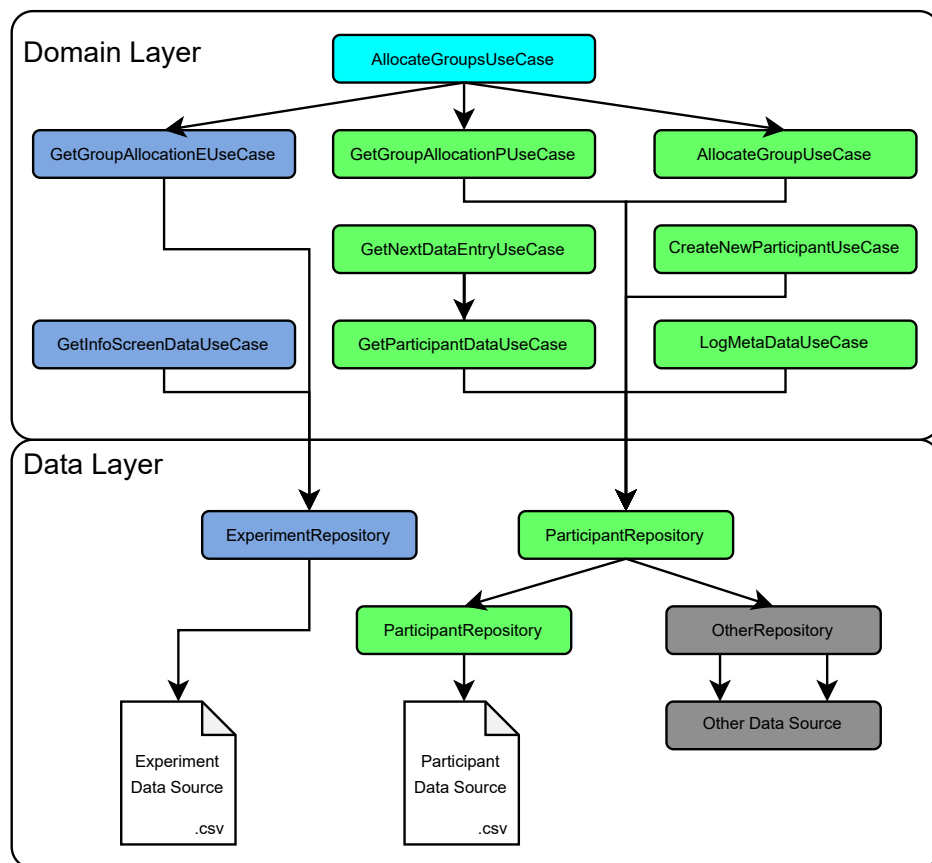 Domain Layer
AllocateGroupsUseCase
GetGroupAllocationEUseCase
GetGroupAllocationPUseCase
AllocateGroupUseCase
GetNextDataEntryUseCase
CreateNewParticipantUseCase
GetInfoScreenDataUseCase
GetParticipantDataUseCase
LogMetaDataUseCase
Data Layer
ExperimentRepository
ParticipantRepository
ParticipantRepository
OtherRepository
Experiment
Data Source
.csv
Participant
Data Source
.csv
Other Data Source